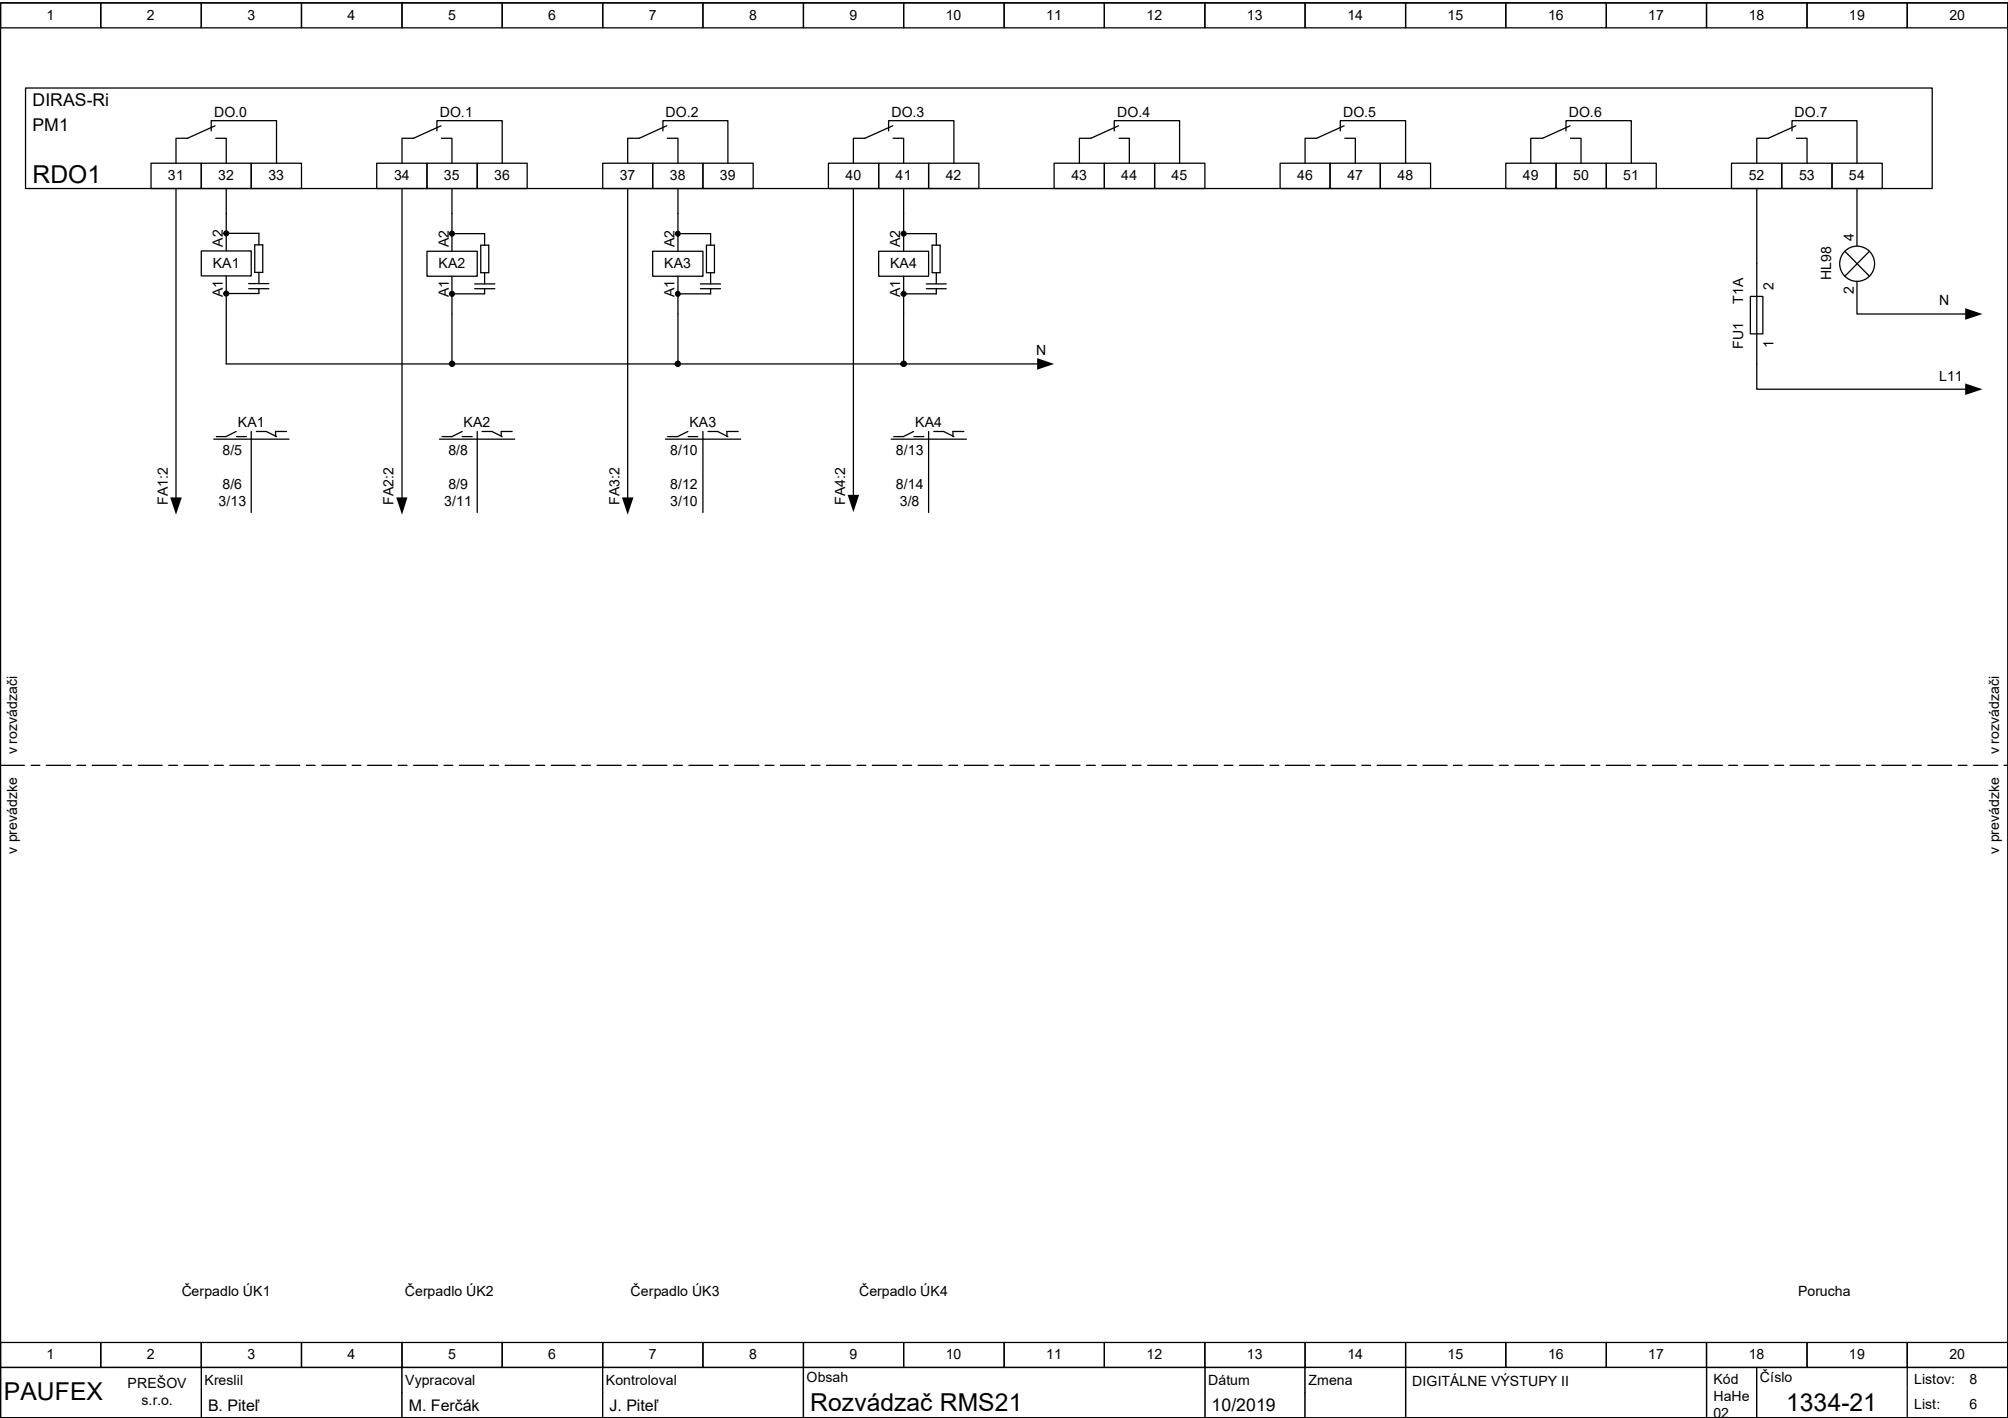 1 2 3 4 5 6 7 8 9 10 11 12 13 14 15 16 17 18 19 20
DIRAS-Ri
PM1
RDO1
DO.0 DO.1 DO.2 DO.3 DO.4 DO.5 DO.6 DO.7
31 32 33 34 35 36 37 38 39 40 41 42 43 44 45 46 47 48 49 50 51 52 53 54
A2 A2 A2 A2 4
KA1 KA2 KA3 KA4 HL98
A1 A1 A1 A1 2
T1A 2
FU1 1
N
N
L11
KA1 KA2 KA3 KA4
8/5 8/8 8/10 8/13
8/6 8/9 8/12 8/14
3/13 3/11 3/10 3/8
FA1:2 FA2:2 FA3:2 FA4:2
v rozvádzači v rozvádzači
v prevádzke v prevádzke
Čerpadlo ÚK1 Čerpadlo ÚK2 Čerpadlo ÚK3 Čerpadlo ÚK4 Porucha
1 2 3 4 5 6 7 8 9 10 11 12 13 14 15 16 17 18 19 20
PAUFEX
PREŠOV
s.r.o.
Kreslil
B. Piteľ
Vypracoval
M. Ferčák
Kontroloval
J. Piteľ
Obsah
Rozvádzač RMS21
Dátum
10/2019
Zmena
DIGITÁLNE VÝSTUPY II
Kód
HaHe
02
Číslo
1334-21
Listov: 8
List: 6